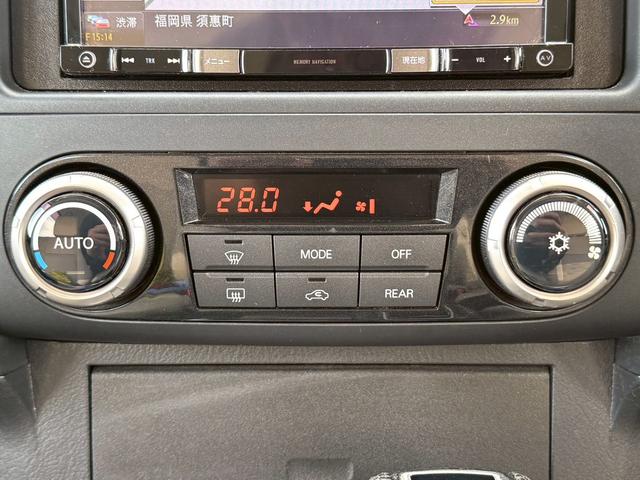 渋滞 福岡県 須恵町 2.9km
F 15:14
TRK メニュー MEMORY NAVIGATION 現在地 − VOL + AV
28.0
AUTO
MODE OFF
REAR